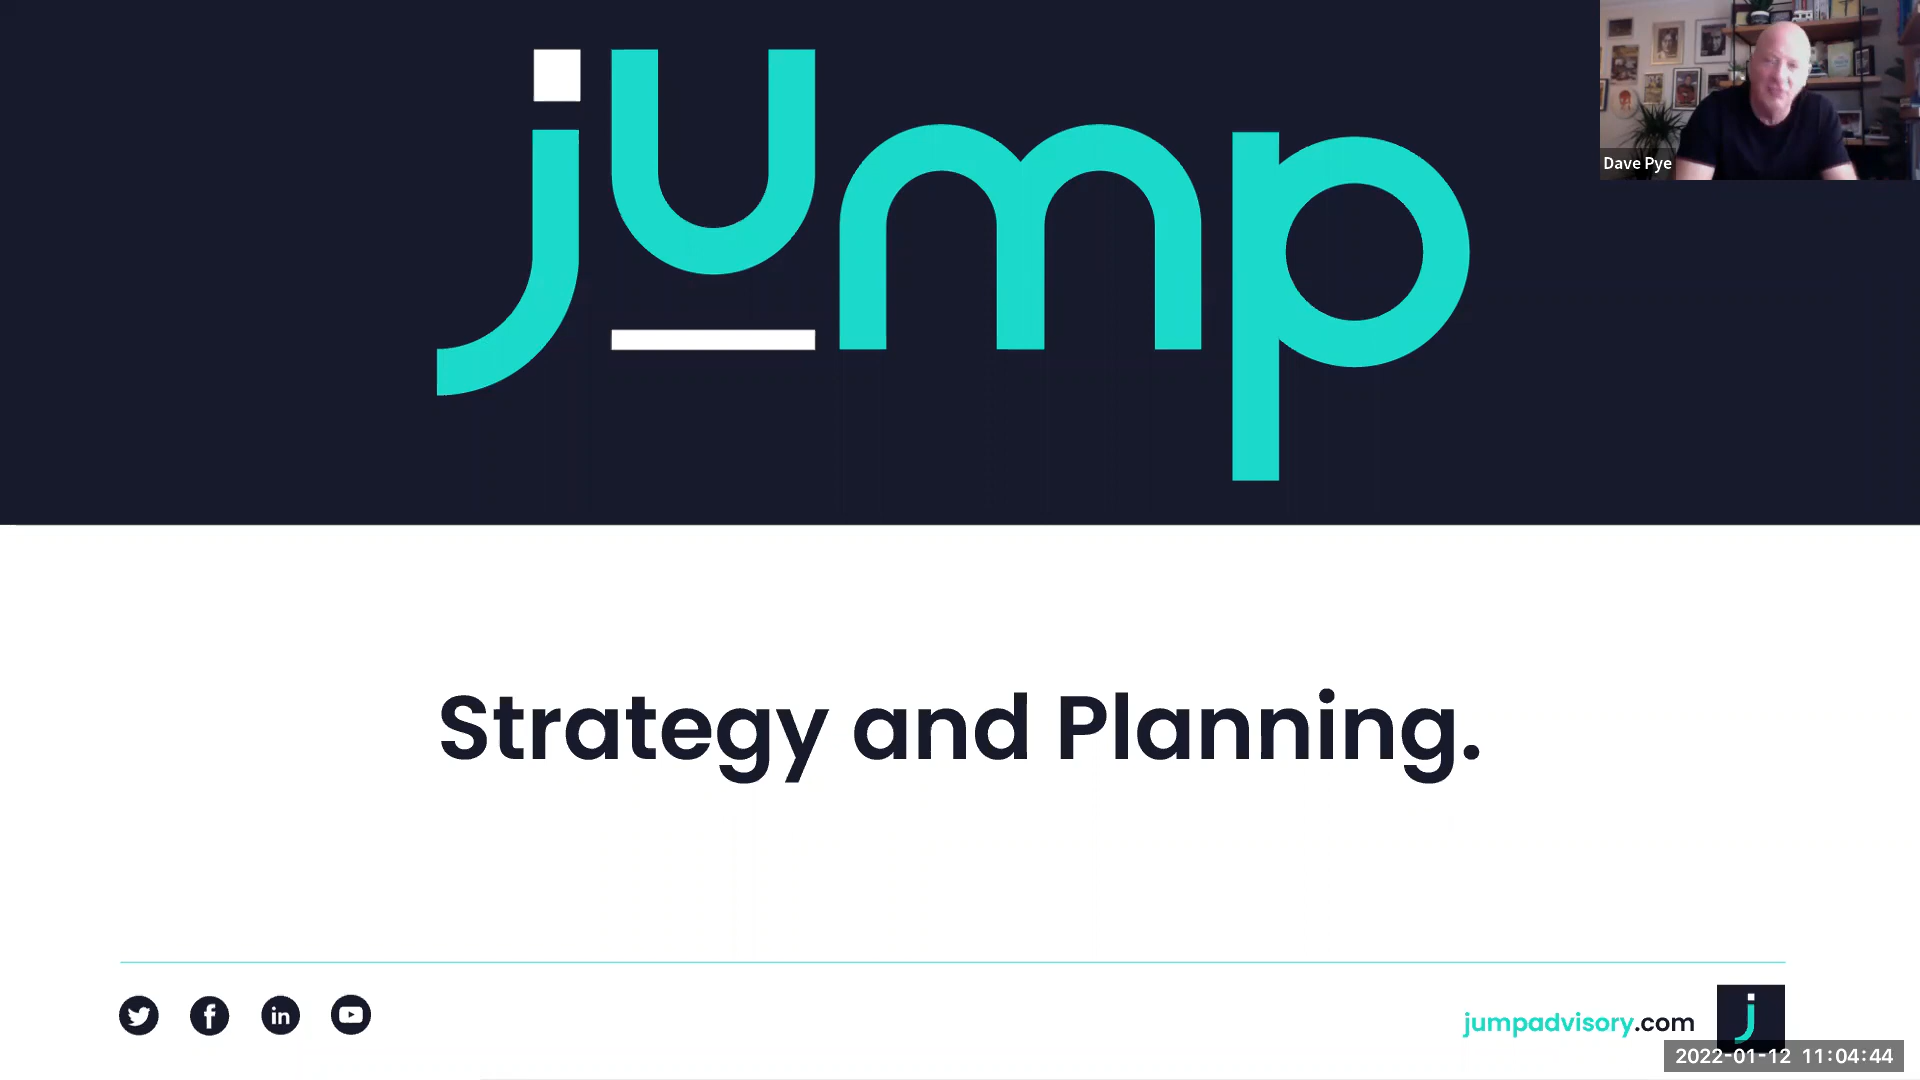 jump
Dave Pye
Strategy and Planning.
jumpadvisory.com
j
2022-01-12 11:04:44